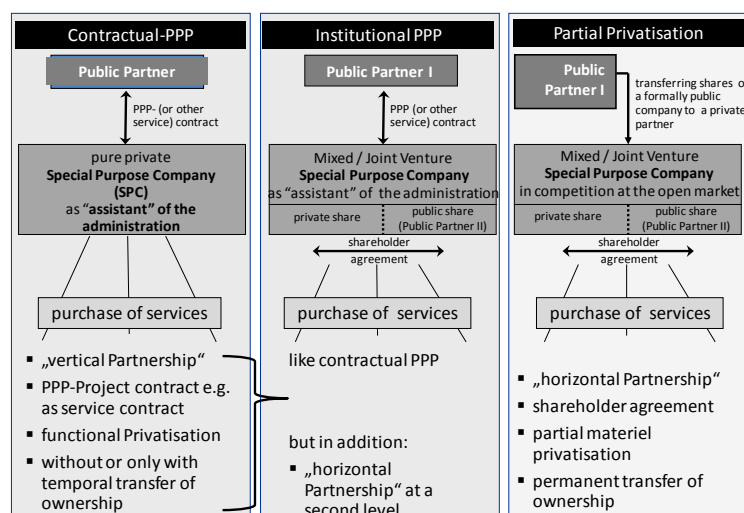 Contractual-PPP
Public Partner
PPP- (or other
service) contract
pure private
Special Purpose Company
(SPC)
as "assistant" of the
administration
purchase of services
▪ „vertical Partnership“
▪ PPP-Project contract e.g.
as service contract
▪ functional Privatisation
▪ without or only with
temporal transfer of
ownership
Institutional PPP
Public Partner I
PPP (or other
service) contract
Mixed / Joint Venture
Special Purpose Company
as "assistant" of the administration
private share
public share
(Public Partner II)
shareholder
agreement
purchase of services
like contractual PPP
but in addition:
▪ „horizontal
Partnership“ at a
second level
Partial Privatisation
Public
Partner I
transferring shares o
a formally public
company to a private
partner
Mixed / Joint Venture
Special Purpose Company
in competition at the open market
private share
public share
(Public Partner II)
shareholder
agreement
purchase of services
▪ „horizontal Partnership“
▪ shareholder agreement
▪ partial materiel
privatisation
▪ permanent transfer of
ownership